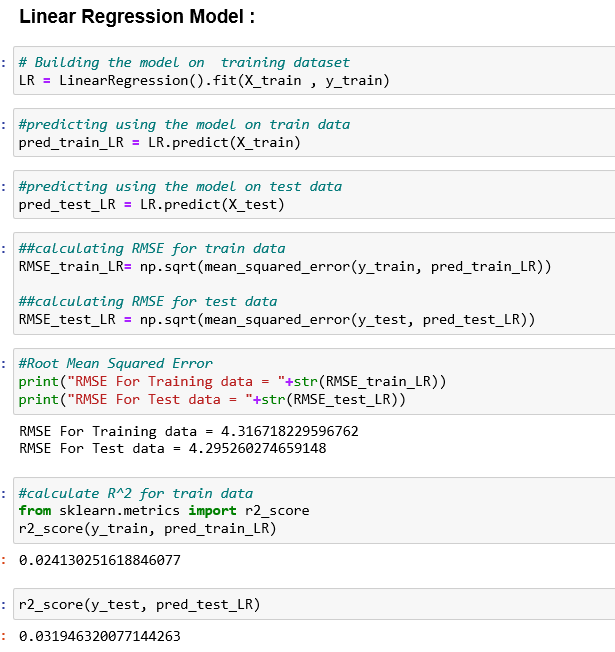 Linear Regression Model :
: # Building the model on  training dataset
LR = LinearRegression().fit(X_train , y_train)
: #predicting using the model on train data
pred_train_LR = LR.predict(X_train)
: #predicting using the model on test data
pred_test_LR = LR.predict(X_test)
: ##calculating RMSE for train data
RMSE_train_LR= np.sqrt(mean_squared_error(y_train, pred_train_LR))
##calculating RMSE for test data
RMSE_test_LR = np.sqrt(mean_squared_error(y_test, pred_test_LR))
: #Root Mean Squared Error
print("RMSE For Training data = "+str(RMSE_train_LR))
print("RMSE For Test data = "+str(RMSE_test_LR))
RMSE For Training data = 4.316718229596762
RMSE For Test data = 4.295260274659148
: #calculate R^2 for train data
from sklearn.metrics import r2_score
r2_score(y_train, pred_train_LR)
: 0.024130251618846077
: r2_score(y_test, pred_test_LR)
: 0.031946320077144263